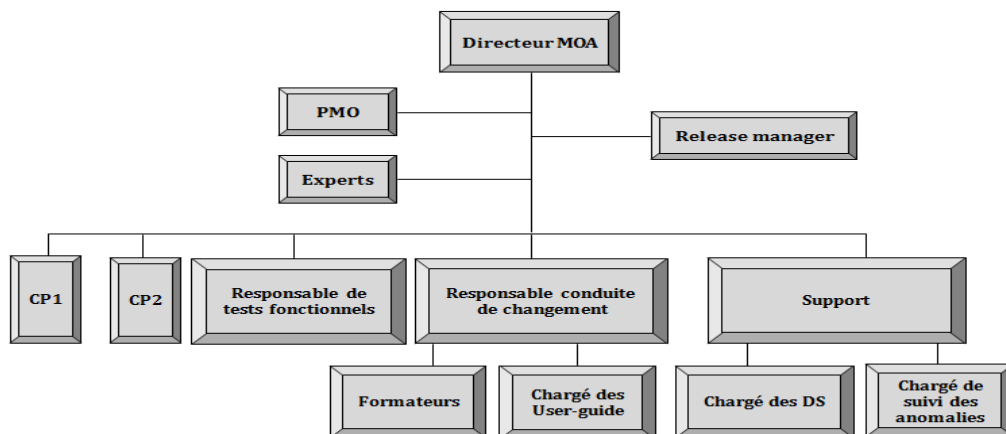 Directeur MOA
PMO
Release manager
Experts
CP1
CP2
Responsable de
tests fonctionnels
Responsable conduite
de changement
Support
Formateurs
Chargé des
User-guide
Chargé des DS
Chargé de
suivi des
anomalies